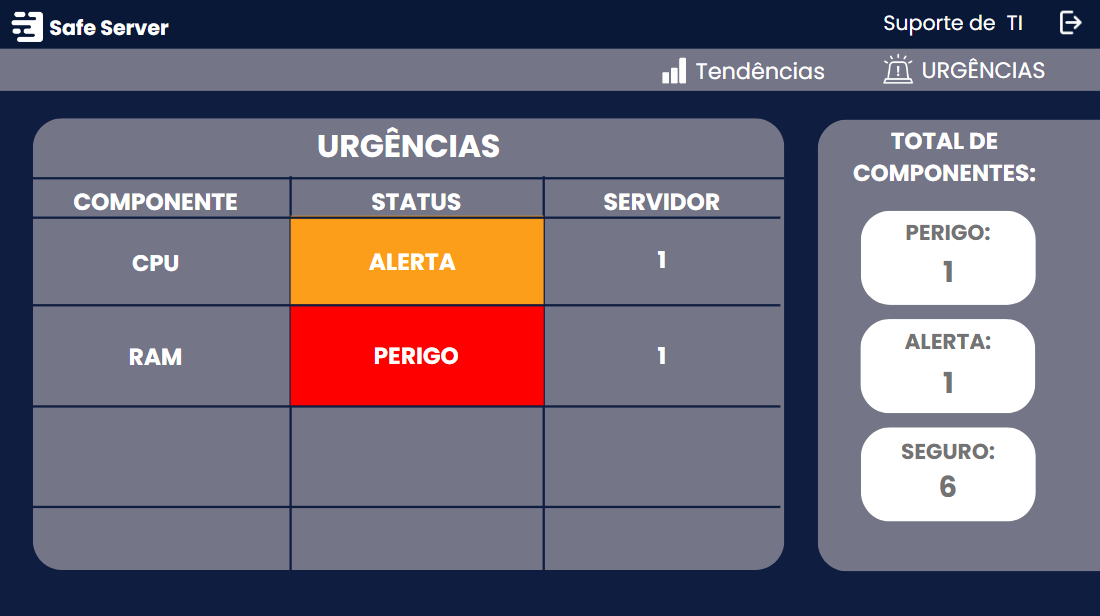 Safe Server
Suporte de TI
Tendências
URGÊNCIAS
URGÊNCIAS
COMPONENTE STATUS SERVIDOR
CPU ALERTA 1
RAM PERIGO 1
TOTAL DE
COMPONENTES:
PERIGO:
1
ALERTA:
1
SEGURO:
6